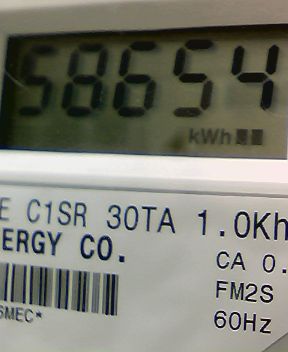 58654
kWh
E C1SR 30TA 1.0Kh
ERGY CO.
CA 0.
FM2S
60Hz
SMEC*